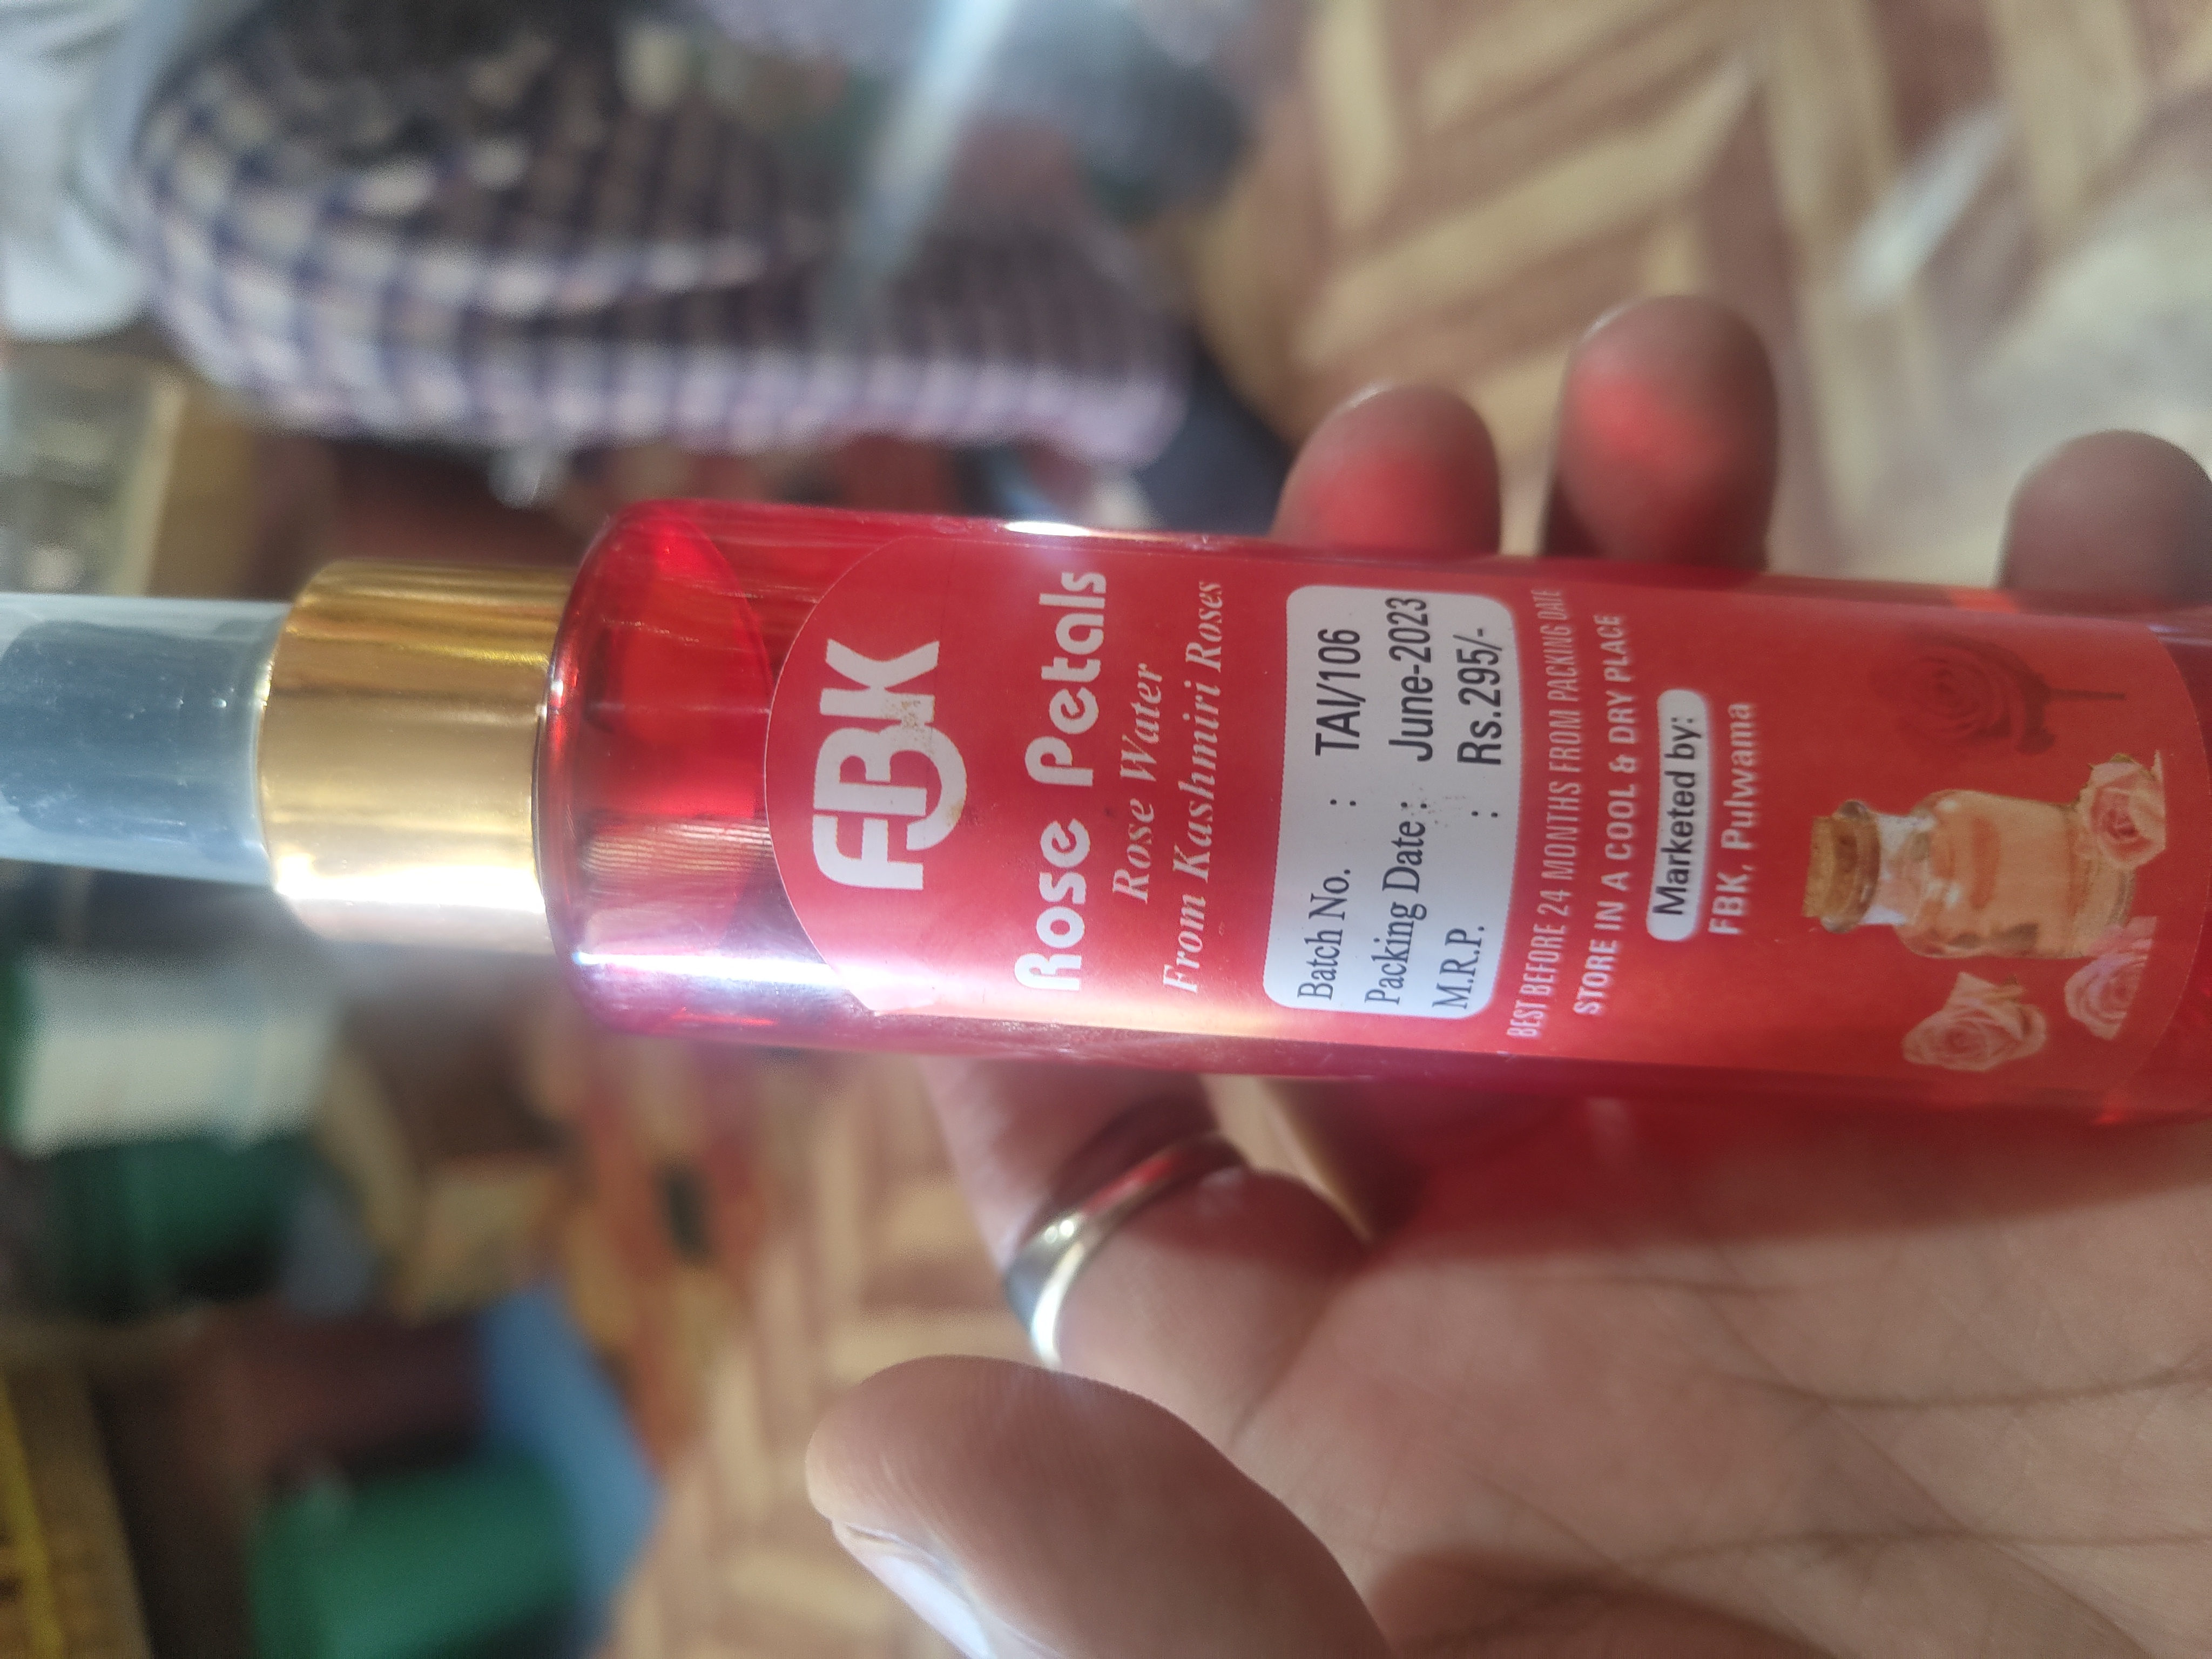 FBK
Rose Petals
Rose Water
From Kashmiri Roses
Batch No. : TAI/106
Packing Date : June-2023
M.R.P. : Rs.295/-
BEST BEFORE 24 MONTHS FROM PACKING DATE
STORE IN A COOL & DRY PLACE
Marketed by:
FBK, Pulwama